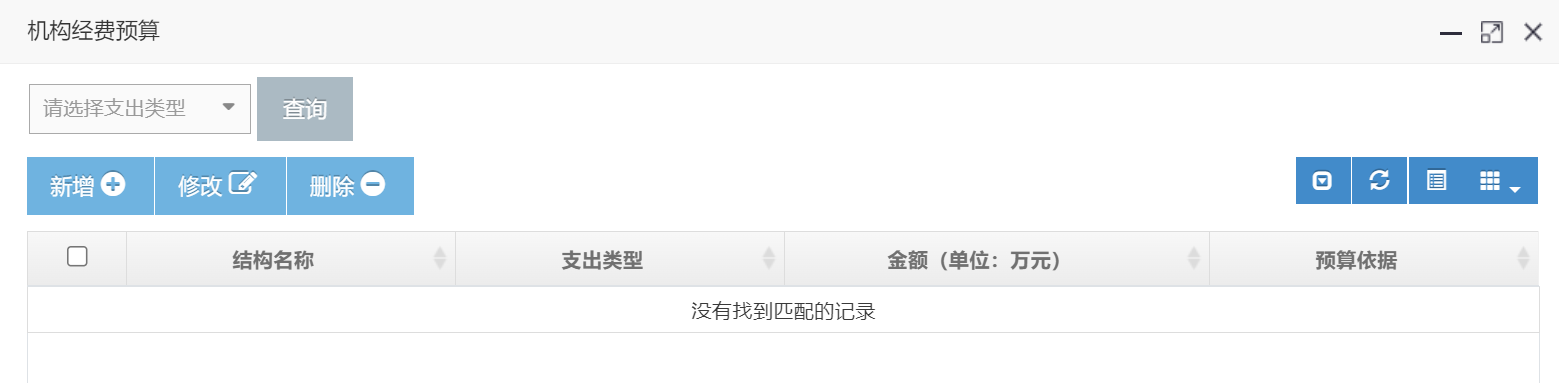 机构经费预算
请选择支出类型 查询
新增 修改 删除
结构名称 支出类型 金额（单位：万元） 预算依据
没有找到匹配的记录